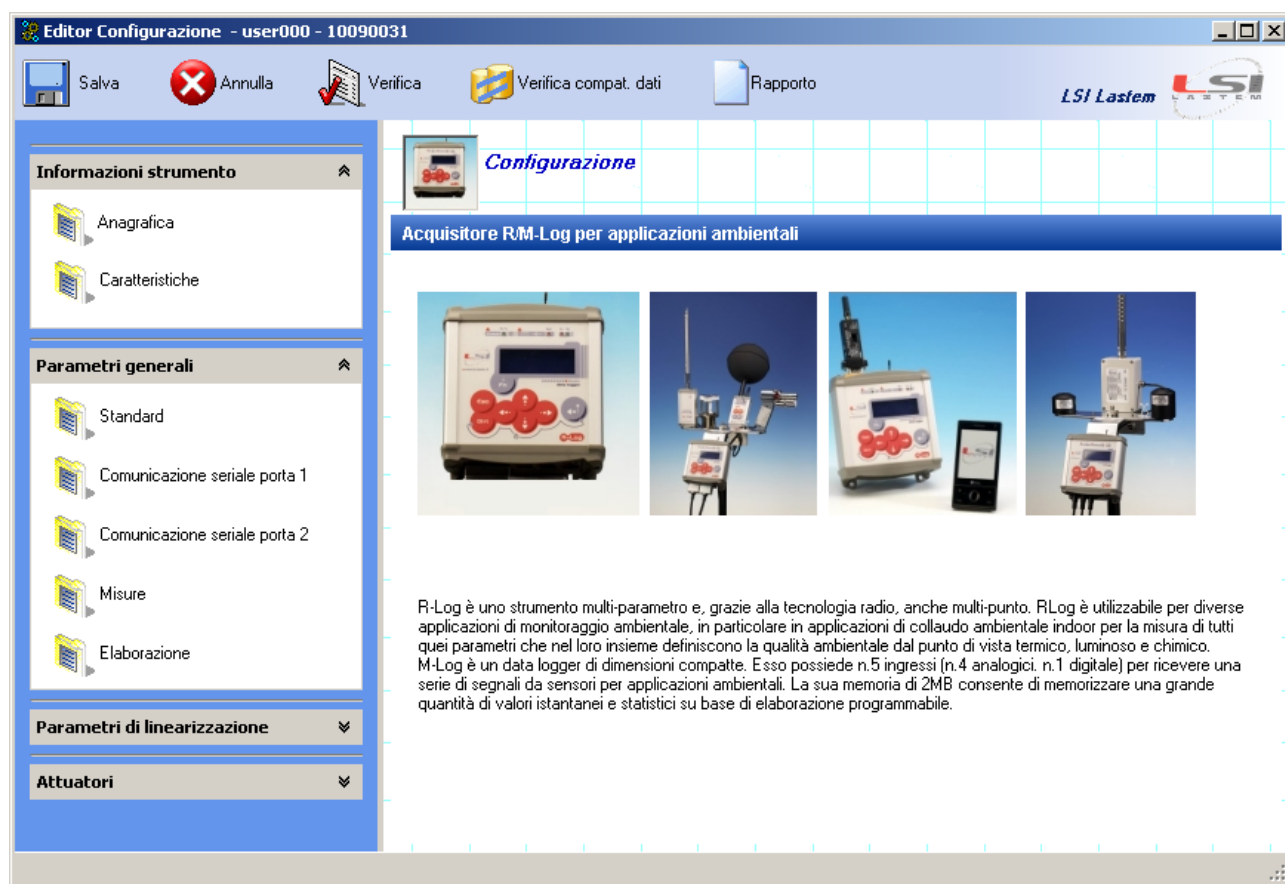 Editor Configurazione - user000 - 10090031
Salva
Annulla
Verifica
Verifica compat. dati
Rapporto
LSI Lastem
LSI
LASTEM
Informazioni strumento
Anagrafica
Caratteristiche
Parametri generali
Standard
Comunicazione seriale porta 1
Comunicazione seriale porta 2
Misure
Elaborazione
Parametri di linearizzazione
Attuatori
Configurazione
Acquisitore R/M-Log per applicazioni ambientali
R-Log è uno strumento multi-parametro e, grazie alla tecnologia radio, anche multi-punto. RLog è utilizzabile per diverse
applicazioni di monitoraggio ambientale, in particolare in applicazioni di collaudo ambientale indoor per la misura di tutti
quei parametri che nel loro insieme definiscono la qualità ambientale dal punto di vista termico, luminoso e chimico.
M-Log è un data logger di dimensioni compatte. Esso possiede n.5 ingressi (n.4 analogici. n.1 digitale) per ricevere una
serie di segnali da sensori per applicazioni ambientali. La sua memoria di 2MB consente di memorizzare una grande
quantità di valori istantanei e statistici su base di elaborazione programmabile.